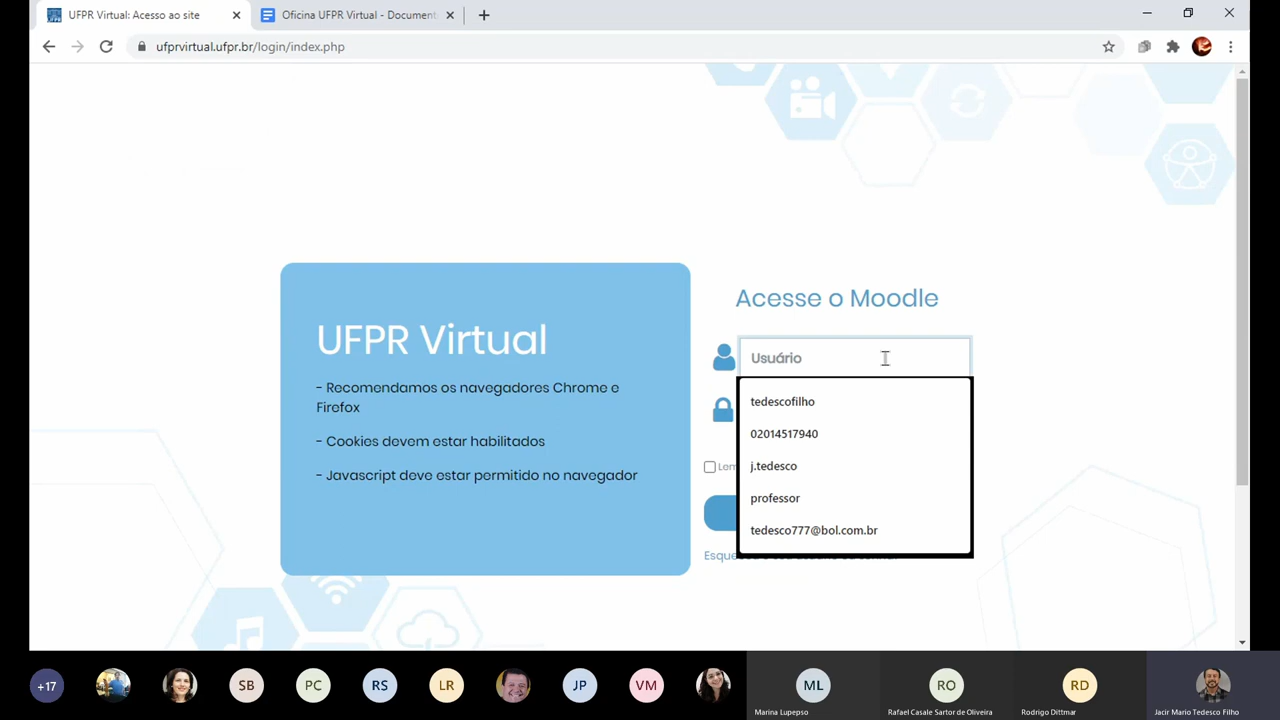 UFPR Virtual: Acesso ao site
Oficina UFPR Virtual - Document
ufprvirtual.ufpr.br/login/index.php
UFPR Virtual
- Recomendamos os navegadores Chrome e
Firefox
- Cookies devem estar habilitados
- Javascript deve estar permitido no navegador
Acesse o Moodle
Usuário
tedescofilho
02014517940
j.tedesco
professor
tedesco777@bol.com.br
Lem
Esque
+17
SB
PC
RS
LR
JP
VM
ML
RO
RD
Marina Lupepso
Rafael Casale Sartor de Oliveira
Rodrigo Dittmar
Jacir Mario Tedesco Filho